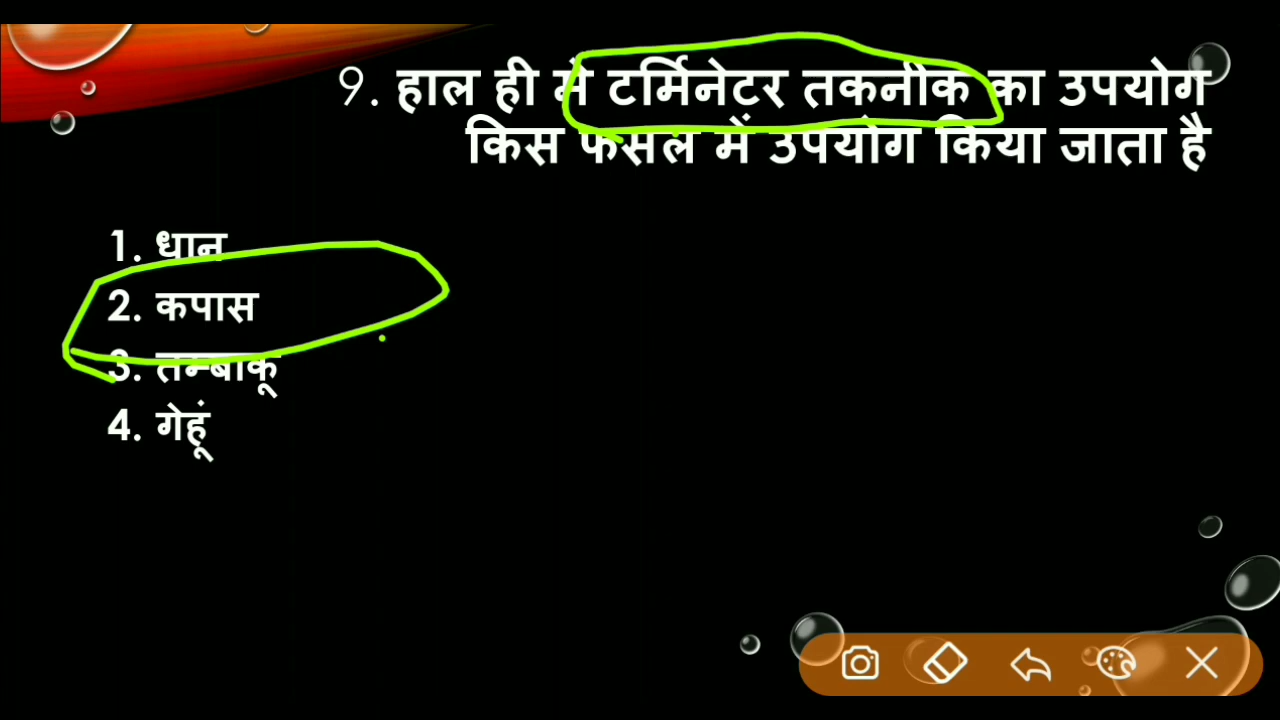 9. हाल ही मे टर्मिनेटर तकनीक का उपयोग
किस फसल में उपयोग किया जाता है
1. धान
2. कपास
3. तम्बाकू
4. गेहूं